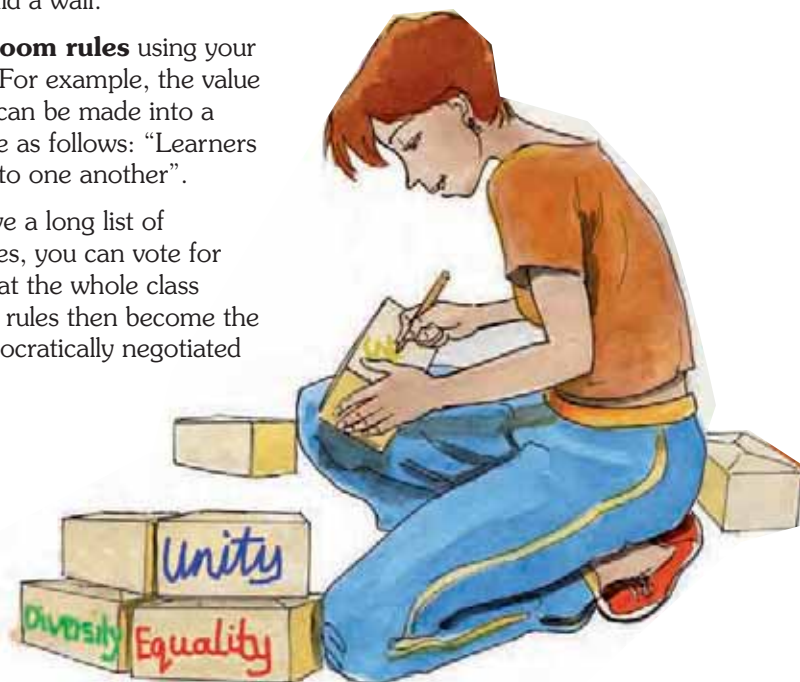 nd a wall.
oom rules using your
For example, the value
can be made into a
e as follows: “Learners
to one another”.
ve a long list of
es, you can vote for
at the whole class
rules then become the
ocratically negotiated
Unity
Diversity
Equality